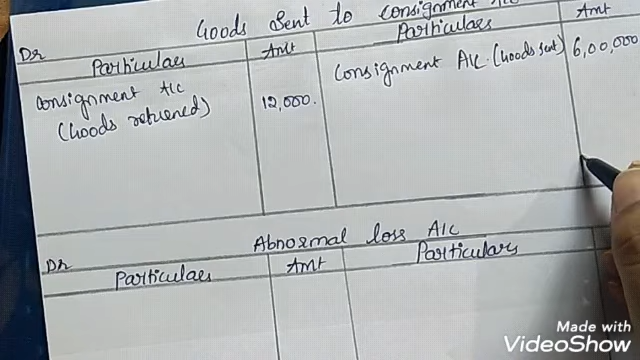 Goods Sent to Consignment A/C
Dr
Particulars Amt Particulars Amt
Consignment A/C
(Goods returned) 12,000.
Consignment A/C. (Goods sent) 6,00,000
Abnormal loss A/C
Dr
Particulars Amt Particulars
Made with
VideoShow